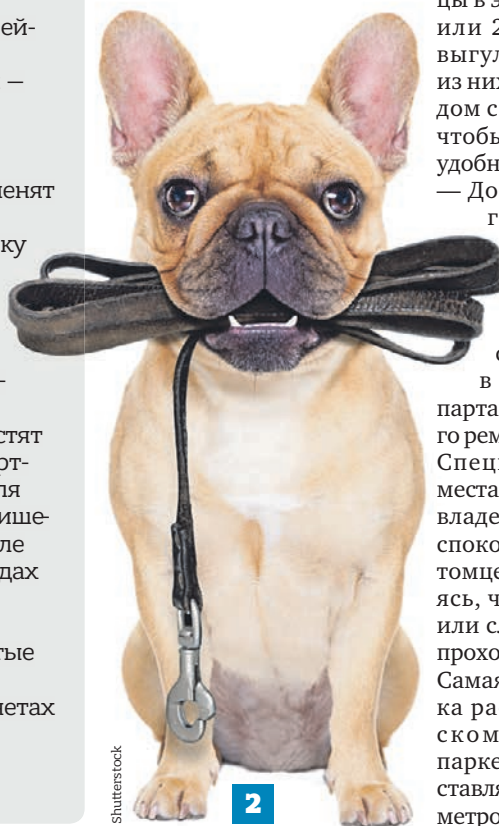 ей-
—
енят
ку
-
стят
рт-
ля
ише-
ле
дах
тые
етах
Shutterstock
2
цы в э
или 2
выгул
из них
дом с
чтобы
удобн
— До
г
с
в
парта
го рем
Специ
места
владе
споко
томце
ясь, ч
или сл
прохо
Самая
ка ра
ском
парке
ставля
метро